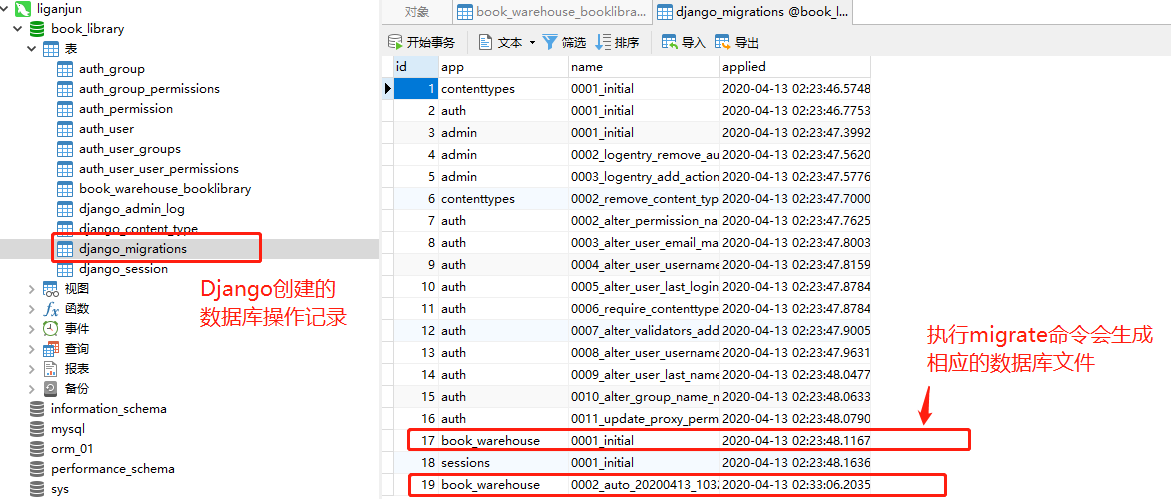 liganjun
book_library
表
auth_group
auth_group_permissions
auth_permission
auth_user
auth_user_groups
auth_user_user_permissions
book_warehouse_booklibrary
django_admin_log
django_content_type
django_migrations
django_session
视图
函数
事件
查询
报表
备份
information_schema
mysql
orm_01
performance_schema
sys
Django创建的
数据库操作记录
对象 book_warehouse_booklibra... django_migrations @book_l...
开始事务 文本 筛选 排序 导入 导出
id app name applied
1 contenttypes 0001_initial 2020-04-13 02:23:46.5748
2 auth 0001_initial 2020-04-13 02:23:46.7753
3 admin 0001_initial 2020-04-13 02:23:47.3992
4 admin 0002_logentry_remove_au 2020-04-13 02:23:47.5620
5 admin 0003_logentry_add_action 2020-04-13 02:23:47.5776
6 contenttypes 0002_remove_content_typ 2020-04-13 02:23:47.7000
7 auth 0002_alter_permission_na 2020-04-13 02:23:47.7625
8 auth 0003_alter_user_email_ma 2020-04-13 02:23:47.8003
9 auth 0004_alter_user_username 2020-04-13 02:23:47.8159
10 auth 0005_alter_user_last_login 2020-04-13 02:23:47.8784
11 auth 0006_require_contenttype 2020-04-13 02:23:47.8784
12 auth 0007_alter_validators_add 2020-04-13 02:23:47.9005
13 auth 0008_alter_user_username 2020-04-13 02:23:47.9631
14 auth 0009_alter_user_last_name 2020-04-13 02:23:48.0477
15 auth 0010_alter_group_name_n 2020-04-13 02:23:48.0633
16 auth 0011_update_proxy_perm 2020-04-13 02:23:48.0790
17 book_warehouse 0001_initial 2020-04-13 02:23:48.1167
18 sessions 0001_initial 2020-04-13 02:23:48.1636
19 book_warehouse 0002_auto_20200413_103 2020-04-13 02:33:06.2035
执行migrate命令会生成
相应的数据库文件